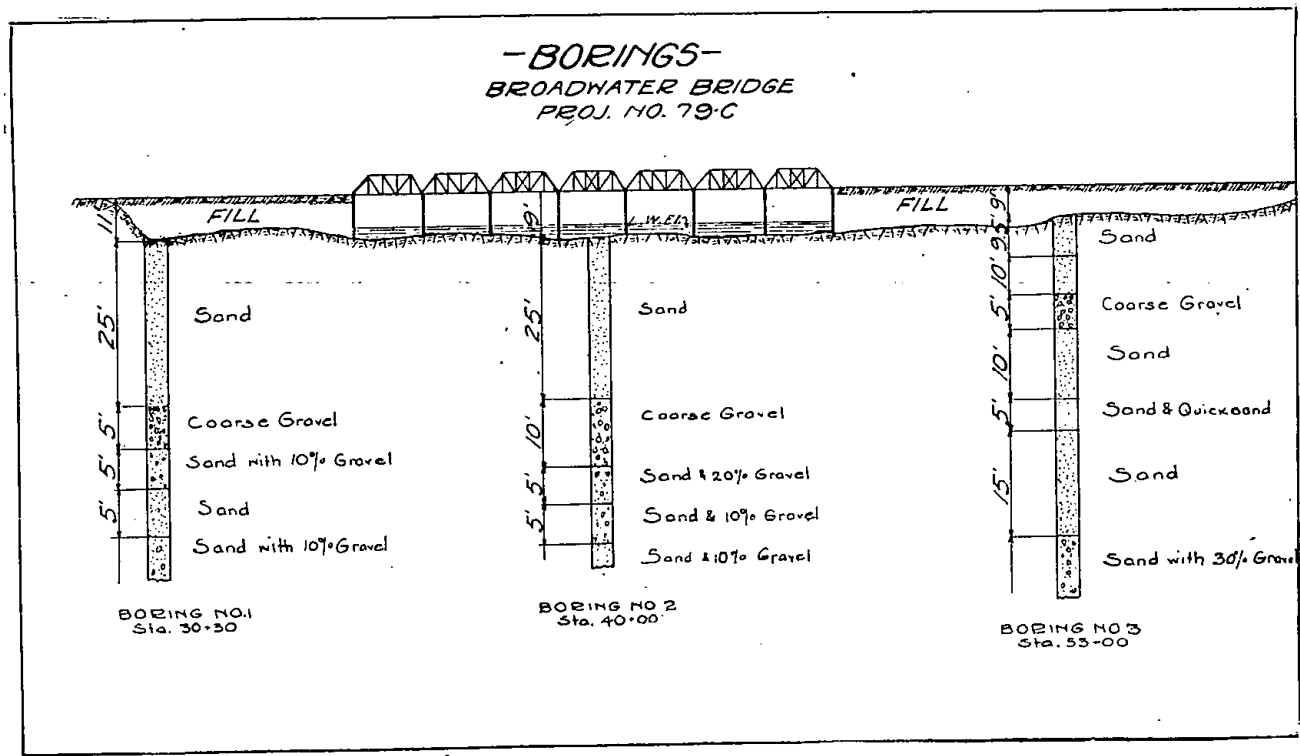 -BORINGS-
BROADWATER BRIDGE
PROJ. NO. 79-C
FILL
FILL
11'
9'
9'
Sand
9.5'
10'
5'
Coarse Gravel
25'
Sand
25'
Sand
10'
Sand
5'
Coarse Gravel
10'
Coarse Gravel
5'
Sand & Quicksand
5'
Sand with 10% Gravel
5'
Sand & 20% Gravel
15'
Sand
5'
Sand
5'
Sand & 10% Gravel
Sand with 10% Gravel
Sand & 10% Gravel
Sand with 30% Gravel
BORING NO.1
Sta. 30+30
BORING NO 2
Sta. 40+00
BORING NO 3
Sta. 53+00